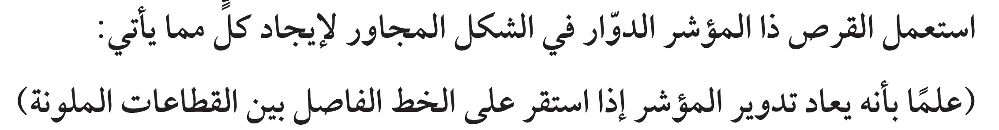 استعمل القرص ذا المؤشر الدوّار في الشكل المجاور لإيجاد كلٍّ مما يأتي:
(علمًا بأنه يعاد تدوير المؤشر إذا استقر على الخط الفاصل بين القطاعات الملونة)